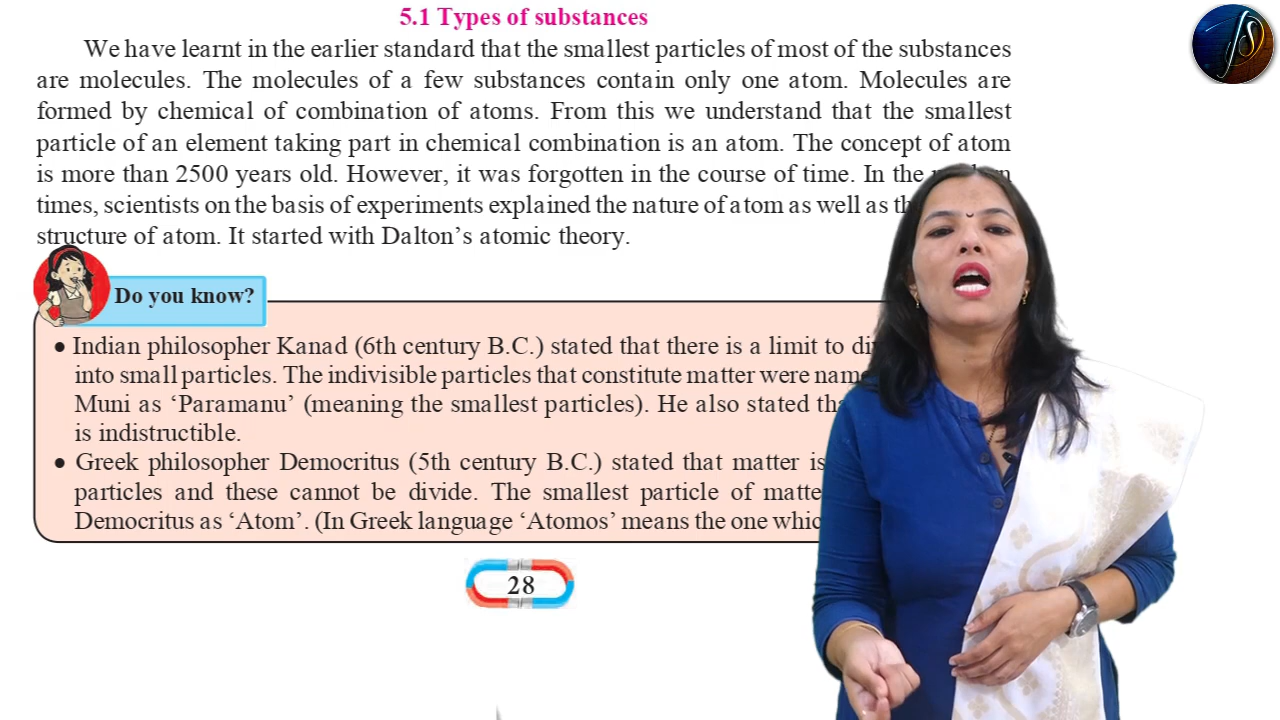 5.1 Types of substances
We have learnt in the earlier standard that the smallest particles of most of the substances
are molecules. The molecules of a few substances contain only one atom. Molecules are
formed by chemical of combination of atoms. From this we understand that the smallest
particle of an element taking part in chemical combination is an atom. The concept of atom
is more than 2500 years old. However, it was forgotten in the course of time. In the
times, scientists on the basis of experiments explained the nature of atom as well as
structure of atom. It started with Dalton's atomic theory.
Do you know?
● Indian philosopher Kanad (6th century B.C.) stated that there is a limit to
into small particles. The indivisible particles that constitute matter were
Muni as ‘Paramanu’ (meaning the smallest particles). He also stated
is indistructible.
● Greek philosopher Democritus (5th century B.C.) stated that matter is
particles and these cannot be divide. The smallest particle of
Democritus as ‘Atom’. (In Greek language ‘Atomos’ means the one
28